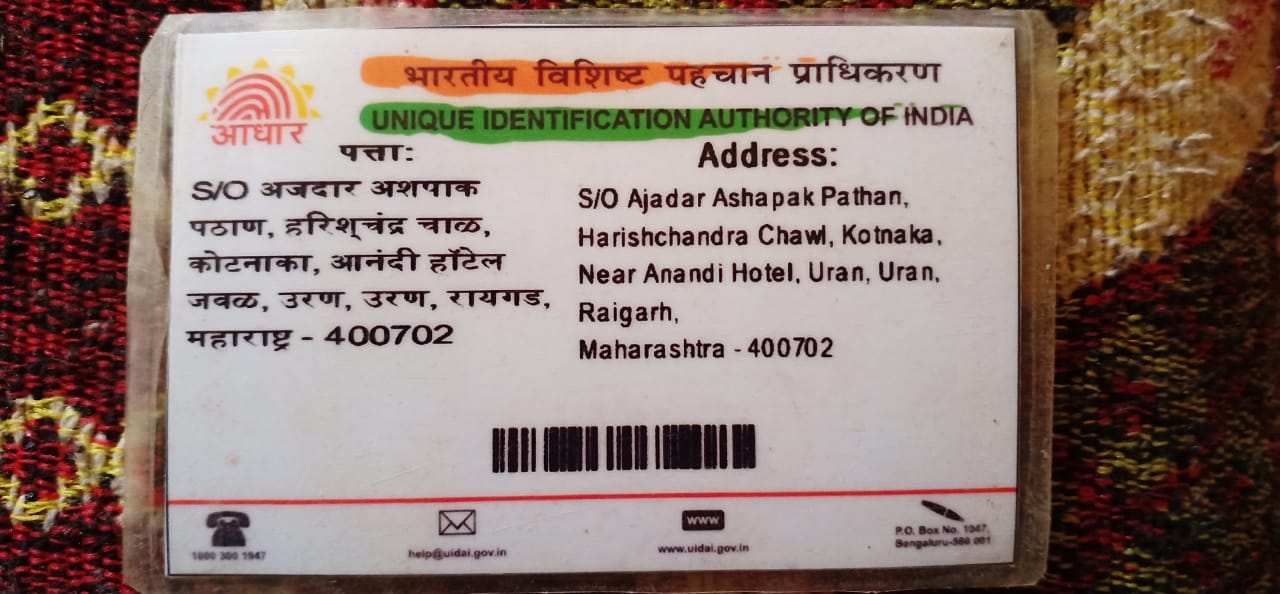 भारतीय विशिष्ट पहचान प्राधिकरण
UNIQUE IDENTIFICATION AUTHORITY OF INDIA
आधार
पत्ता:
S/O अजदार अशपाक
पठाण, हरिश्चंद्र चाळ,
कोटनाका, आनंदी हॉटेल
जवळ, उरण, उरण, रायगड,
महाराष्ट्र - 400702
Address:
S/O Ajadar Ashapak Pathan,
Harishchandra Chawl, Kotnaka,
Near Anandi Hotel, Uran, Uran,
Raigarh,
Maharashtra - 400702
1800 300 1947
help@uidai.gov.in
www
www.uidai.gov.in
P.O. Box No. 1947,
Bengaluru-560 001